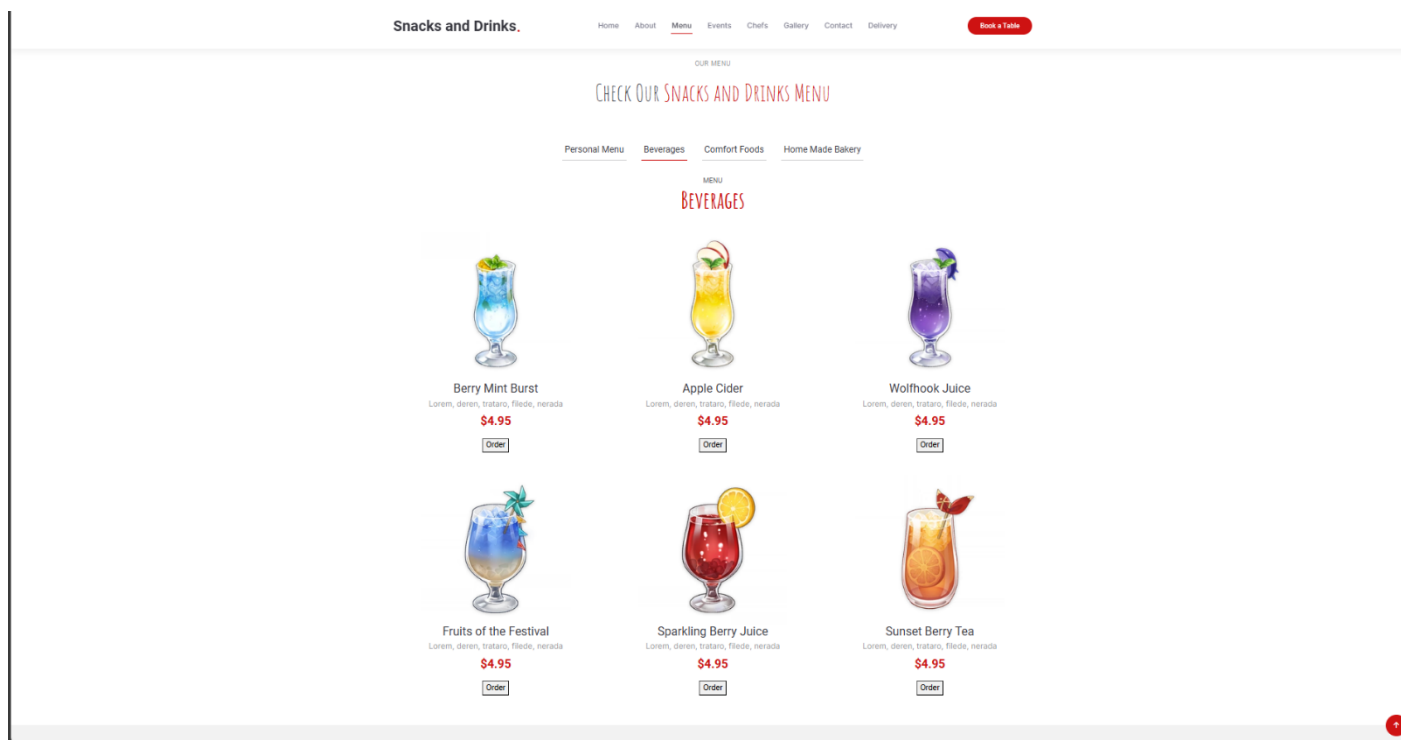 Snacks and Drinks. Home About Menu Events Chefs Gallery Contact Delivery Book a Table
OUR MENU
Check Our Snacks and Drinks Menu
Personal Menu Beverages Comfort Foods Home Made Bakery
MENU
Beverages
Berry Mint Burst Apple Cider Wolfhook Juice
Lorem, deren, trataro, filede, nerada Lorem, deren, trataro, filede, nerada Lorem, deren, trataro, filede, nerada
$4.95 $4.95 $4.95
Order Order Order
Fruits of the Festival Sparkling Berry Juice Sunset Berry Tea
Lorem, deren, trataro, filede, nerada Lorem, deren, trataro, filede, nerada Lorem, deren, trataro, filede, nerada
$4.95 $4.95 $4.95
Order Order Order